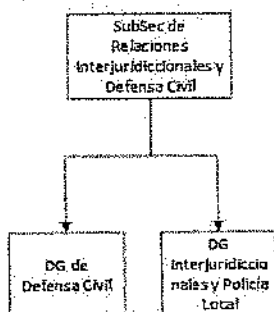 SubSec de
Relaciones
Interjuridiccionales y
Defensa Civil
DG de
Defensa Civil
DG
Interjuridiccio
nales y Policía
Local